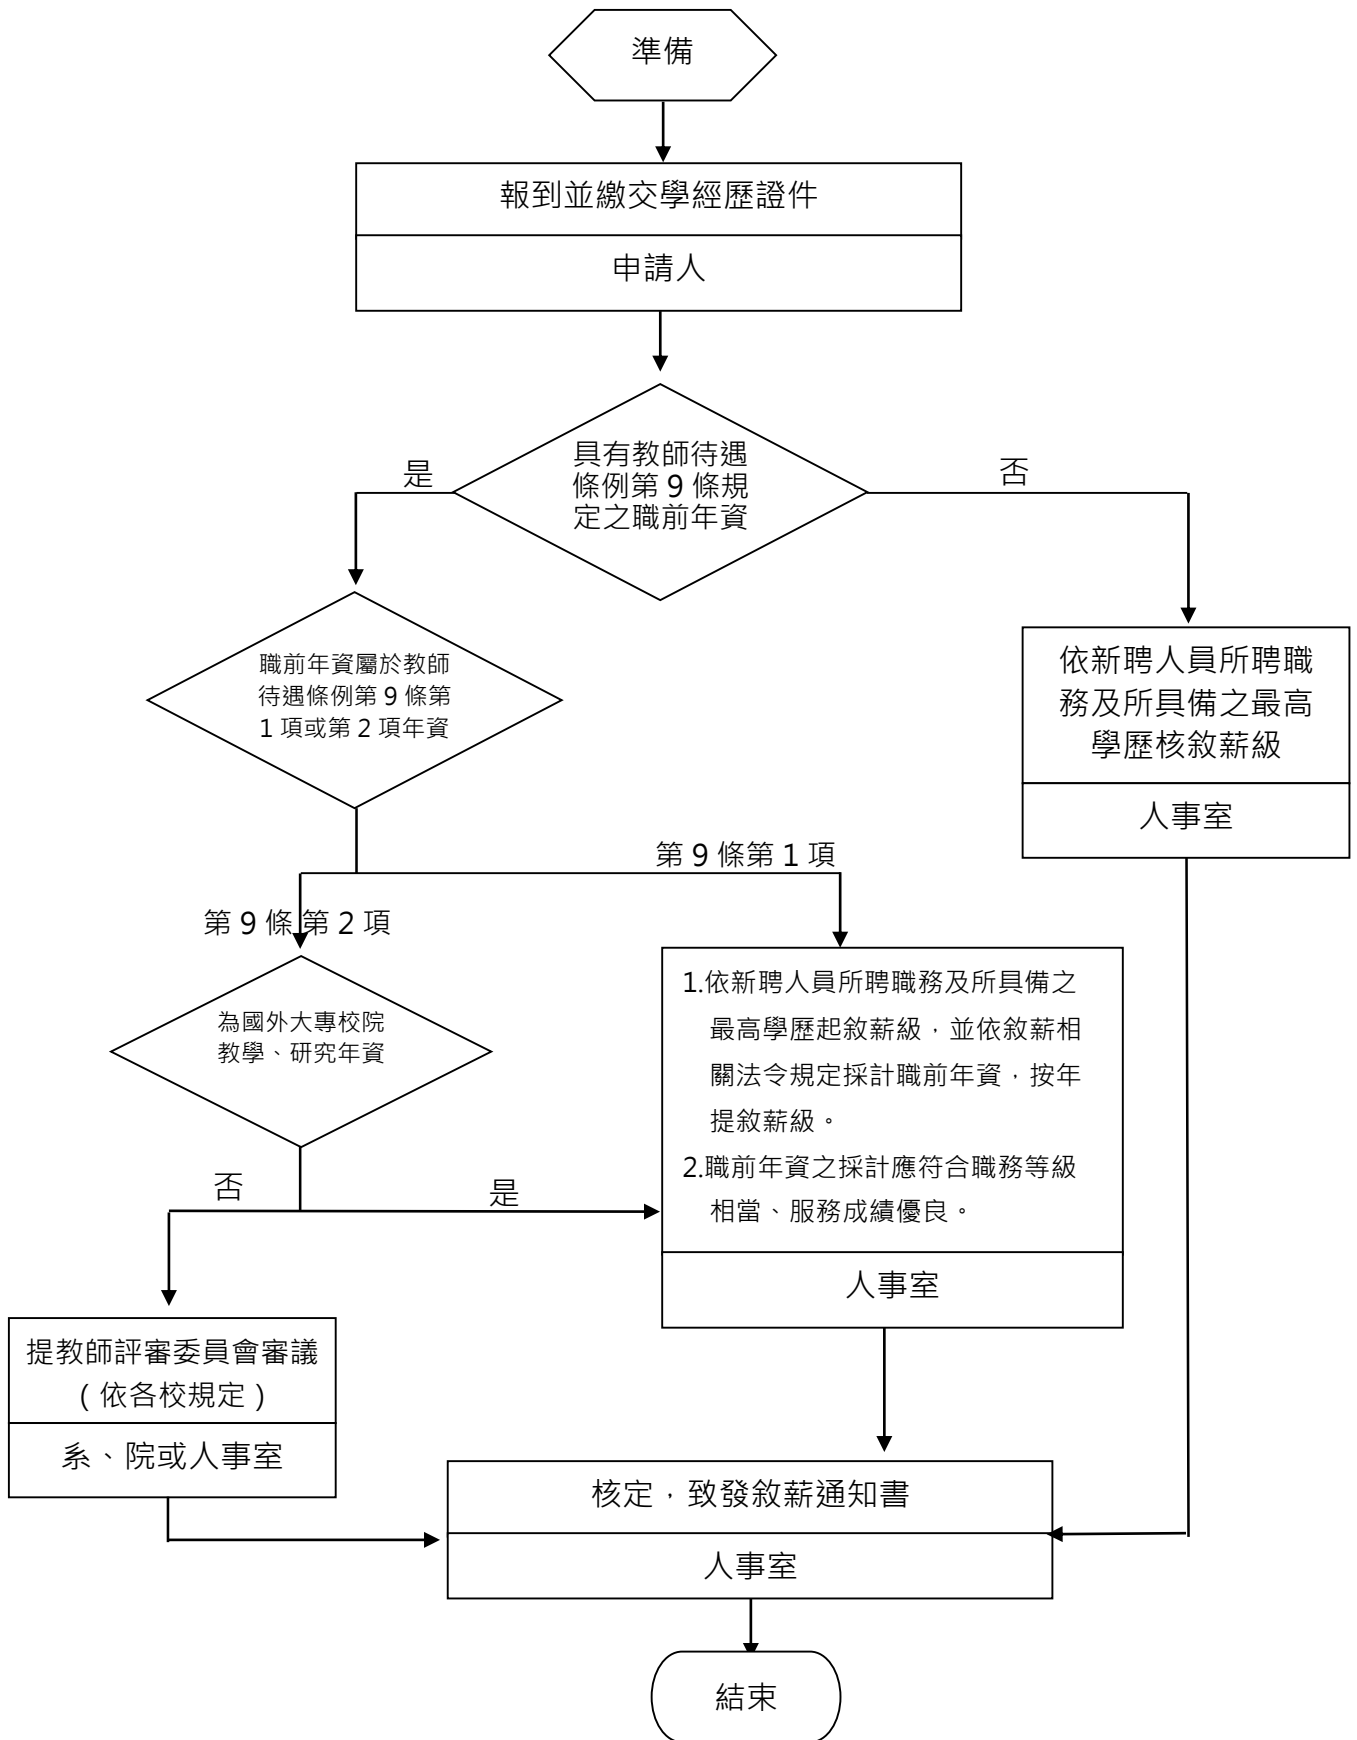 準備
報到並繳交學經歷證件
申請人
具有教師待遇
條例第 9 條規
定之職前年資
是
否
職前年資屬於教師
待遇條例第 9 條第
1 項或第 2 項年資
依新聘人員所聘職
務及所具備之最高
學歷核敘薪級
人事室
第 9 條第 1 項
第 9 條 第 2 項
為國外大專校院
教學、研究年資
1.依新聘人員所聘職務及所具備之
最高學歷起敘薪級，並依敘薪相
關法令規定採計職前年資，按年
提敘薪級。
2.職前年資之採計應符合職務等級
相當、服務成績優良。
人事室
否
是
提教師評審委員會審議
（依各校規定）
系、院或人事室
核定，致發敘薪通知書
人事室
結束